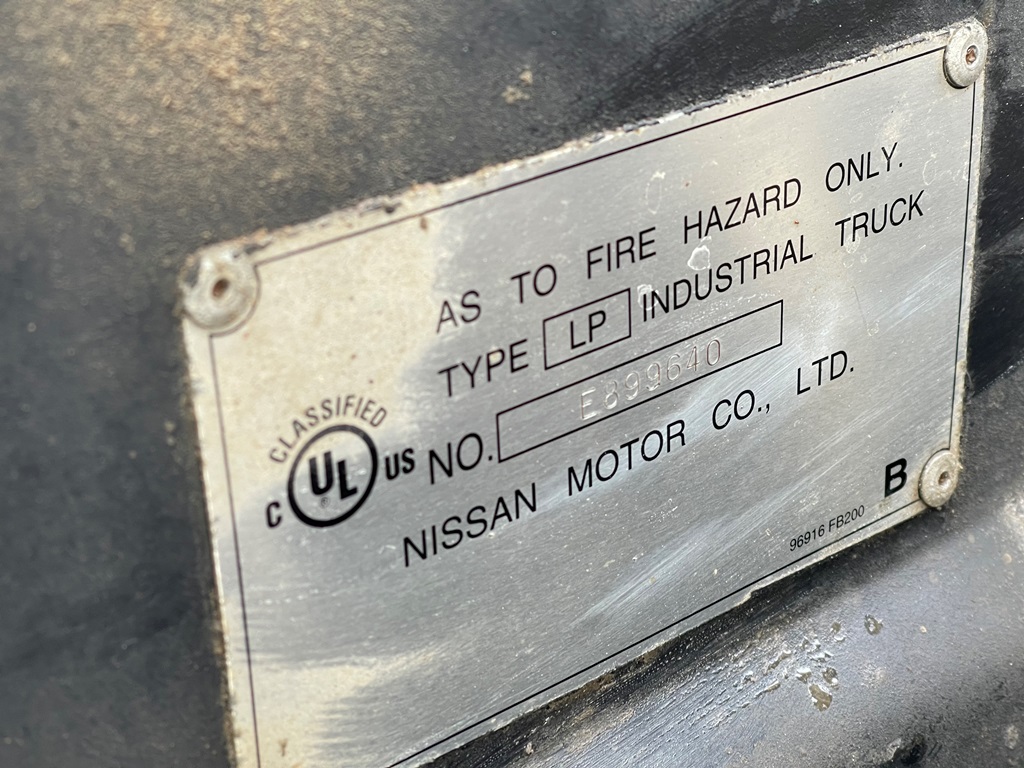 AS TO FIRE HAZARD ONLY.
TYPE LP INDUSTRIAL TRUCK
CLASSIFIED
C UL US
®
NO. E899640
NISSAN MOTOR CO., LTD.
B
96916 FB200